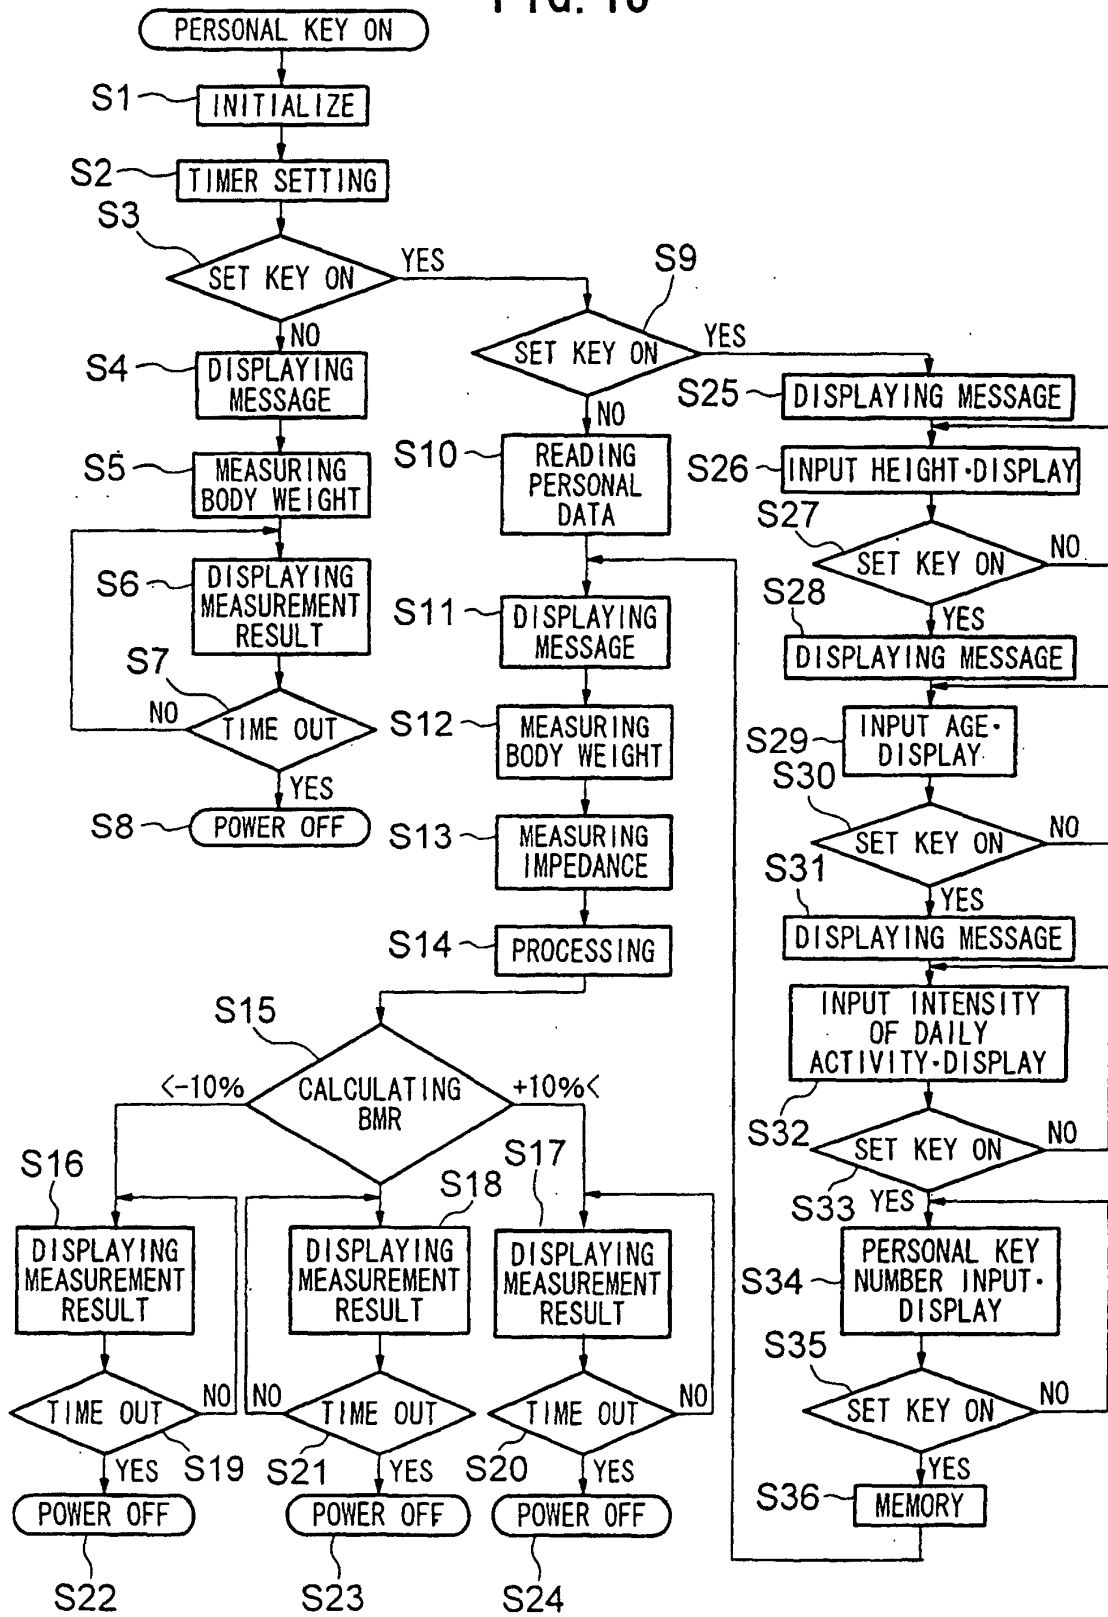 PERSONAL KEY ON
S1
INITIALIZE
S2
TIMER SETTING
S3
SET KEY ON
YES
NO
S4
DISPLAYING
MESSAGE
S5
MEASURING
BODY WEIGHT
S6
DISPLAYING
MEASUREMENT
RESULT
S7
NO
TIME OUT
YES
S8
POWER OFF
S9
SET KEY ON
YES
NO
S10
READING
PERSONAL
DATA
S11
DISPLAYING
MESSAGE
S12
MEASURING
BODY WEIGHT
S13
MEASURING
IMPEDANCE
S14
PROCESSING
S15
<-10%
CALCULATING
BMR
+10%<
S16
DISPLAYING
MEASUREMENT
RESULT
TIME OUT
NO
S19
YES
POWER OFF
S22
S18
DISPLAYING
MEASUREMENT
RESULT
NO
TIME OUT
S21
YES
POWER OFF
S23
S17
DISPLAYING
MEASUREMENT
RESULT
TIME OUT
NO
S20
YES
POWER OFF
S24
S25
DISPLAYING MESSAGE
S26
INPUT HEIGHT·DISPLAY
S27
SET KEY ON
NO
S28
YES
DISPLAYING MESSAGE
S29
INPUT AGE·
DISPLAY
S30
SET KEY ON
NO
S31
YES
DISPLAYING MESSAGE
INPUT INTENSITY
OF DAILY
ACTIVITY·DISPLAY
S32
SET KEY ON
NO
S33
YES
S34
PERSONAL KEY
NUMBER INPUT·
DISPLAY
S35
SET KEY ON
NO
YES
S36
MEMORY